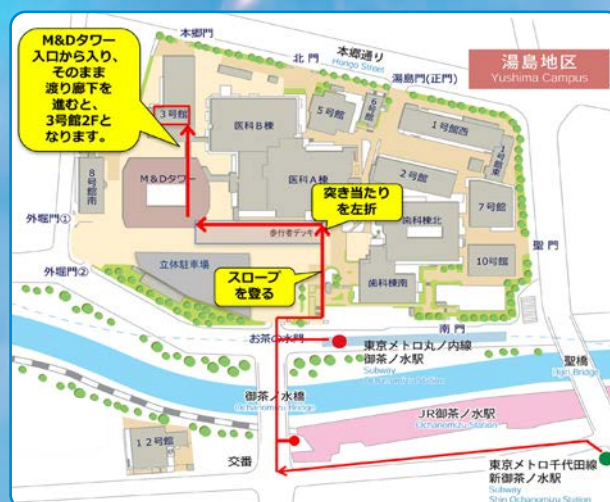 本郷門
北門
本郷通り
Hongo Street
湯島門(正門)
湯島地区
Yushima Campus
M&Dタワー
入口から入り、
そのまま
渡り廊下を
進むと、
3号館2Fと
なります。
3号館
医科B棟
5号館
6号館
1号館西
1号館東
8号館南
M&Dタワー
医科A棟
2号館
突き当たり
を左折
歯科棟北
7号館
聖門
外堀門①
歩行者デッキ
外堀門②
立体駐車場
スロープ
を登る
歯科棟南
10号館
お茶の水門
南門
東京メトロ丸ノ内線
御茶ノ水駅
Subway
Ochanomizu Station
聖橋
Hijiri Bridge
御茶ノ水橋
Ochanomizu Bridge
JR御茶ノ水駅
Ochanomizu Station
12号館
交番
東京メトロ千代田線
新御茶ノ水駅
Subway
Shin Ochanomizu Station